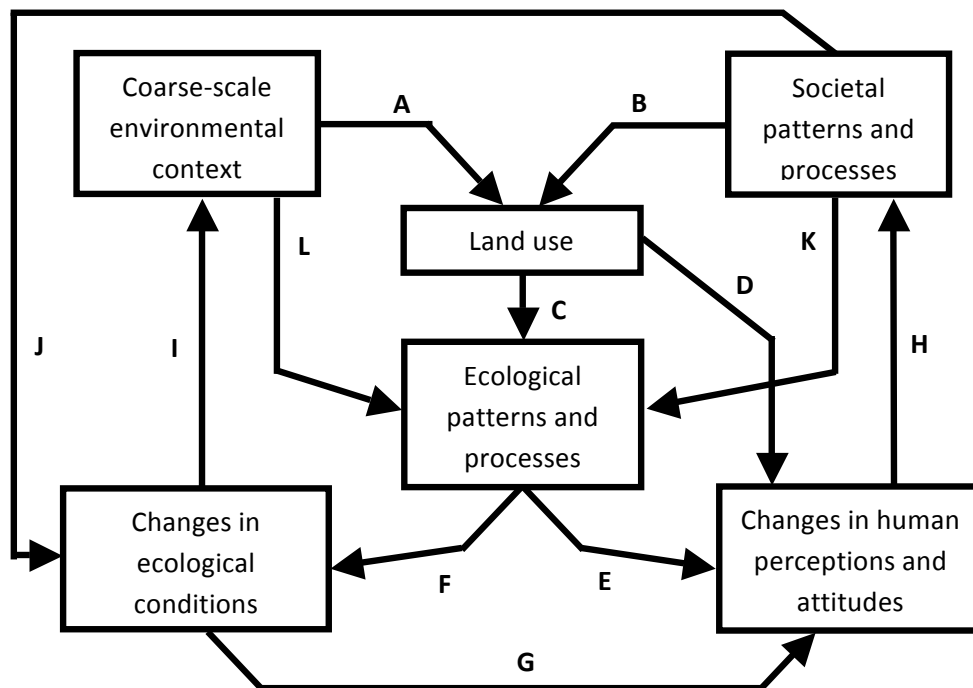 Coarse-scale
environmental
context
A
B
Societal
patterns and
processes
Land use
L
K
D
C
J
I
H
Ecological
patterns and
processes
Changes in
ecological
conditions
Changes in human
perceptions and
attitudes
F
E
G